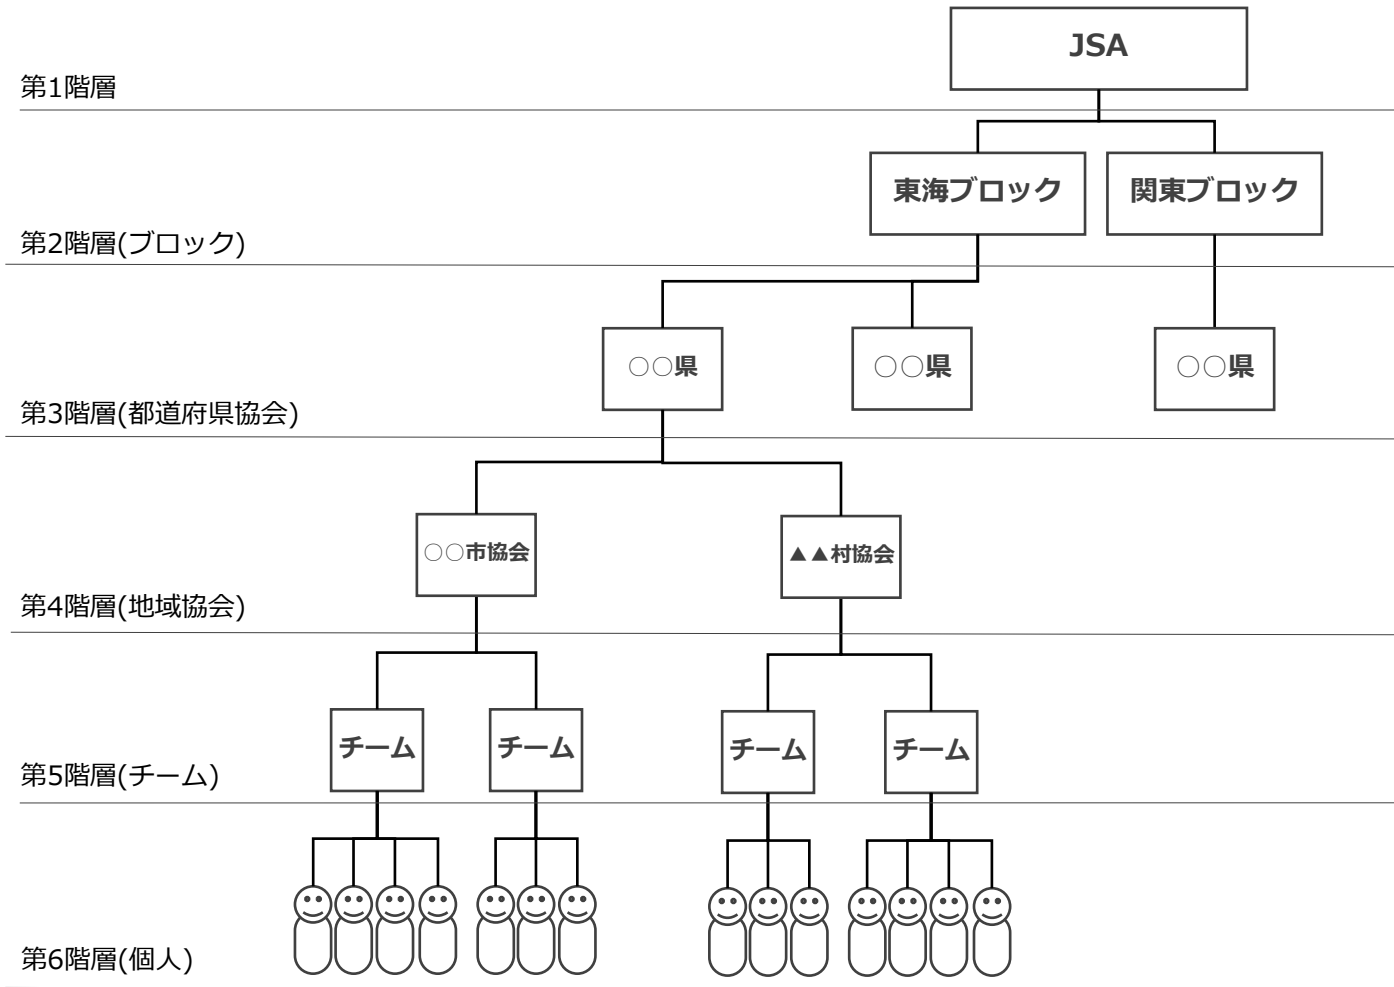 JSA
第1階層
東海ブロック
関東ブロック
第2階層(ブロック)
○○県
○○県
○○県
第3階層(都道府県協会)
○○市協会
▲▲村協会
第4階層(地域協会)
チーム
チーム
チーム
チーム
第5階層(チーム)
第6階層(個人)